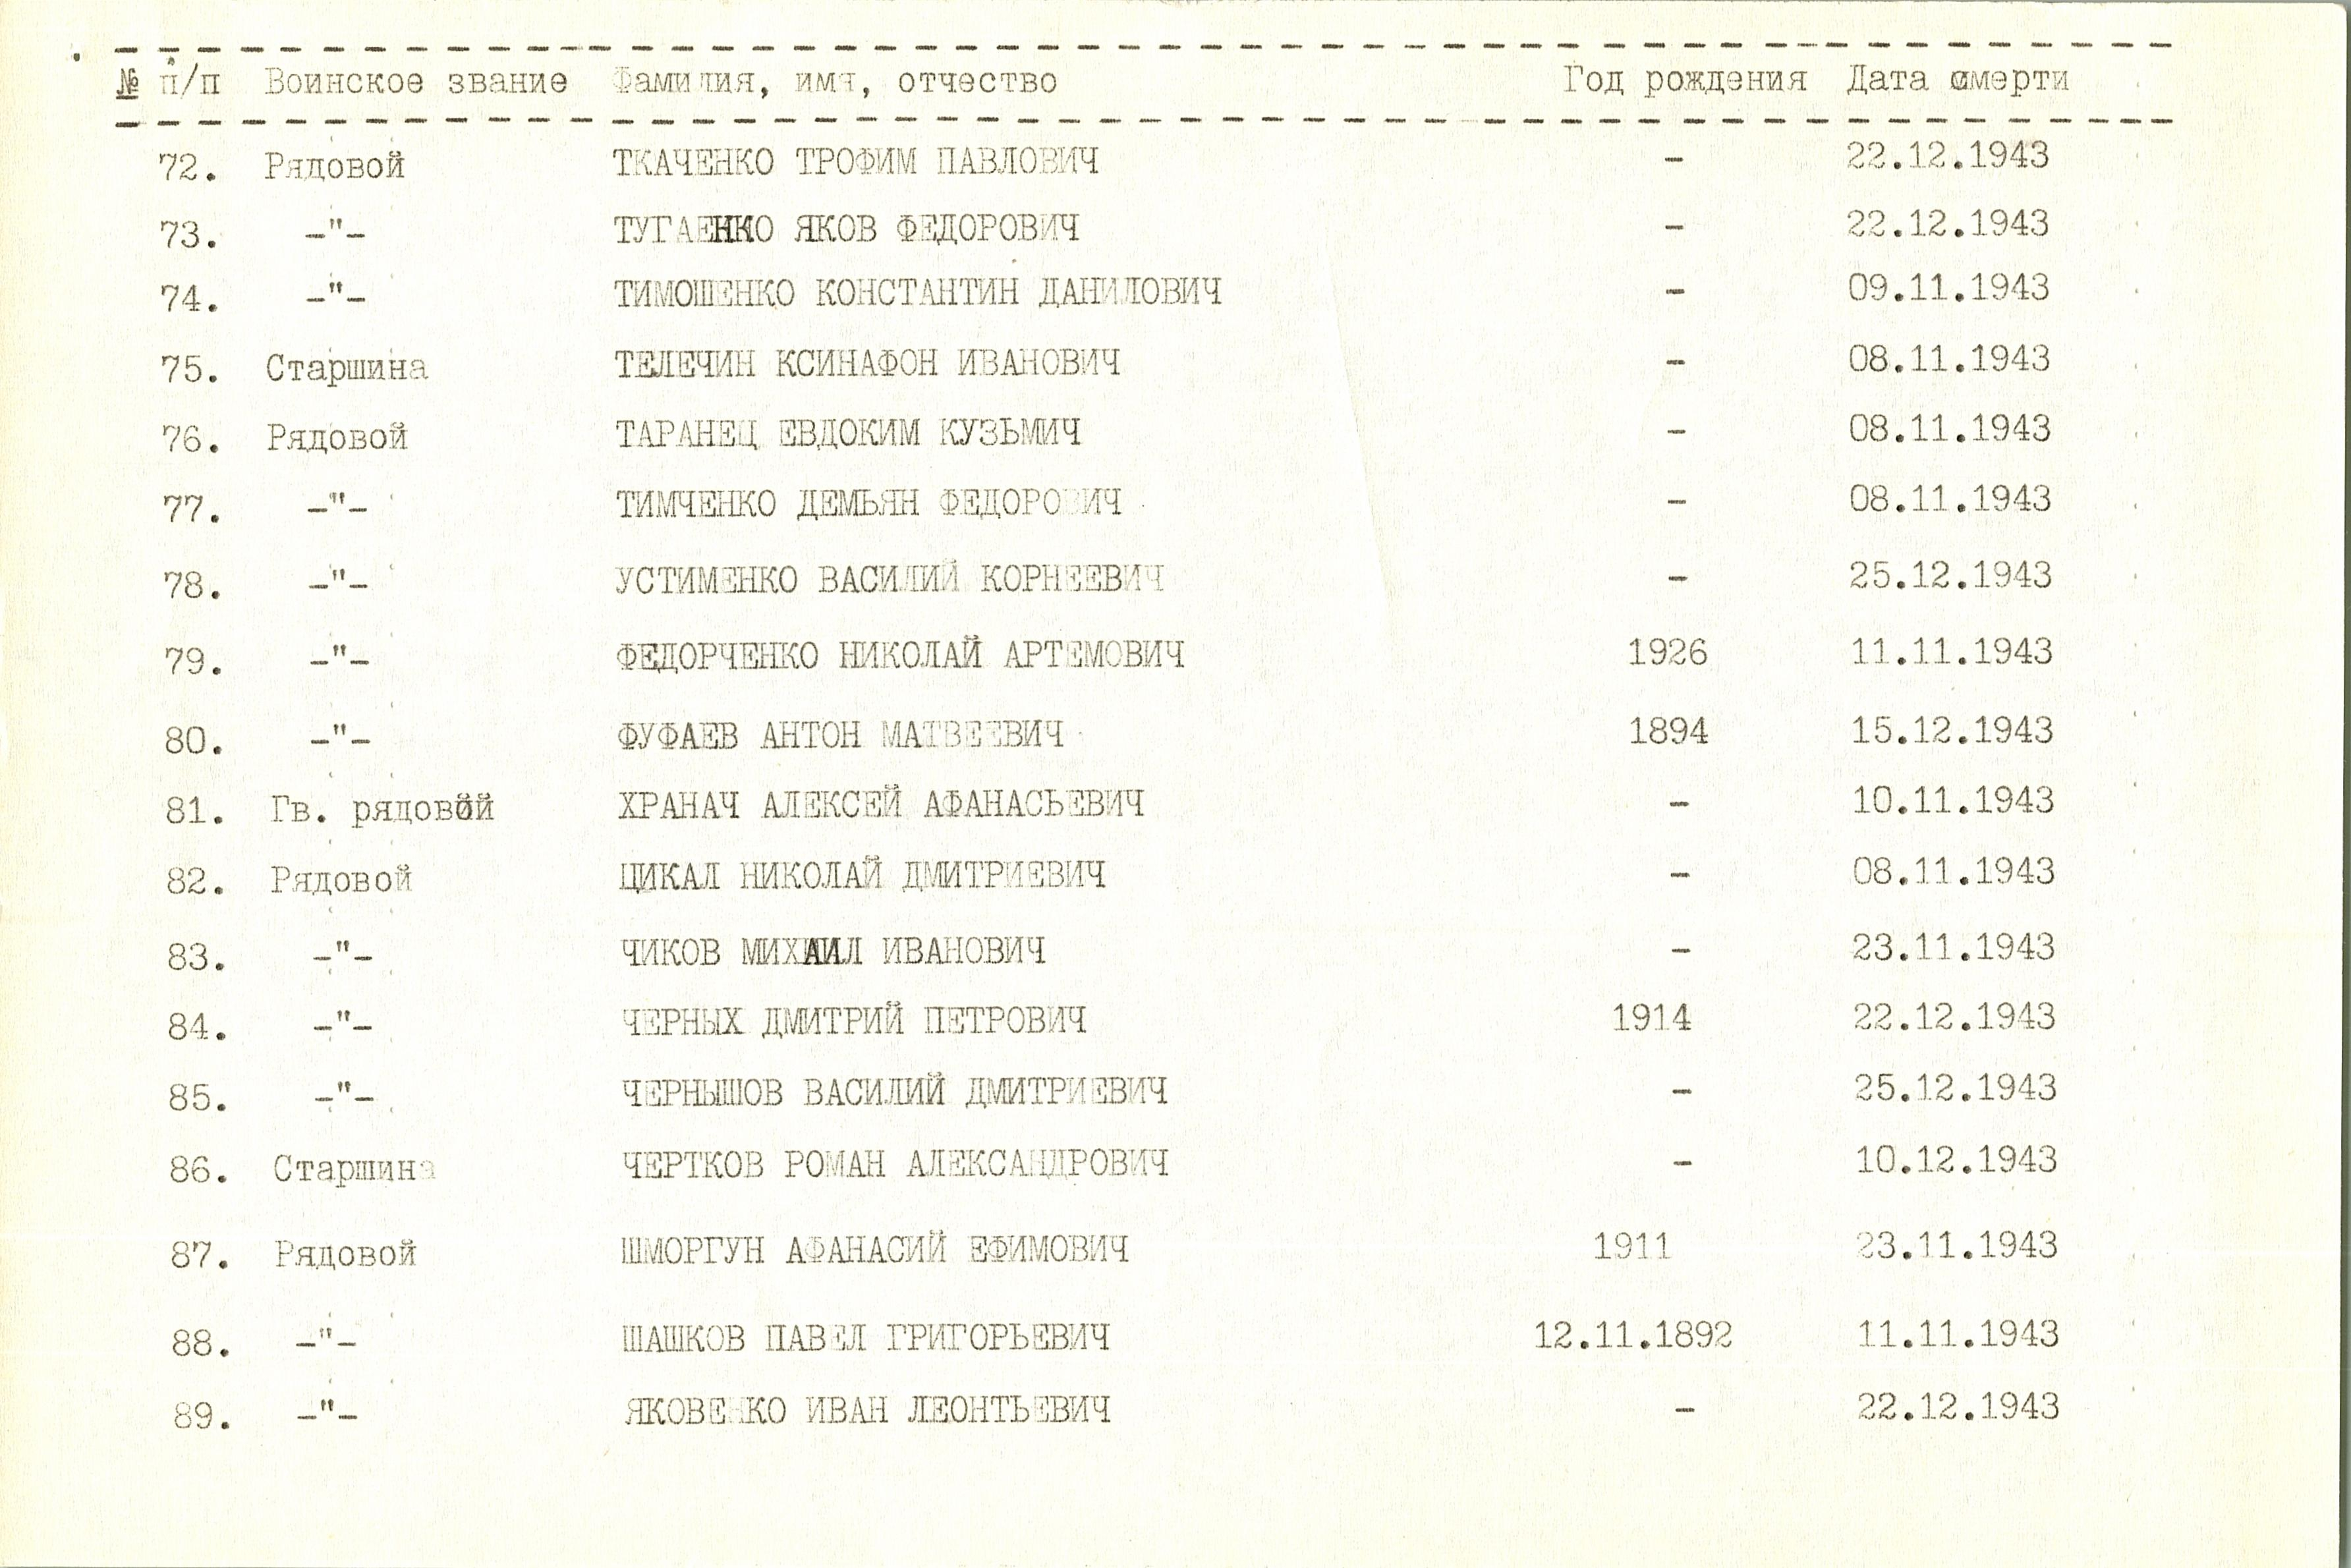 № п/п Воинское звание Фамилия, имя, отчество Год рождения Дата смерти
72. Рядовой ТКАЧЕНКО ТРОФИМ ПАВЛОВИЧ - 22.12.1943
73. -"- ТУГАЕНКО ЯКОВ ФЕДОРОВИЧ - 22.12.1943
74. -"- ТИМОШЕНКО КОНСТАНТИН ДАНИЛОВИЧ - 09.11.1943
75. Старшина ТЕЛЕЧИН КСИНАФОН ИВАНОВИЧ - 08.11.1943
76. Рядовой ТАРАНЕЦ ЕВДОКИМ КУЗЬМИЧ - 08.11.1943
77. -"- ТИМЧЕНКО ДЕМЬЯН ФЕДОРОВИЧ - 08.11.1943
78. -"- УСТИМЕНКО ВАСИЛИЙ КОРНЕЕВИЧ - 25.12.1943
79. -"- ФЕДОРЧЕНКО НИКОЛАЙ АРТЕМОВИЧ 1926 11.11.1943
80. -"- ФУФАЕВ АНТОН МАТВЕЕВИЧ 1894 15.12.1943
81. Гв. рядовой ХРАНАЧ АЛЕКСЕЙ АФАНАСЬЕВИЧ - 10.11.1943
82. Рядовой ЦИКАЛ НИКОЛАЙ ДМИТРИЕВИЧ - 08.11.1943
83. -"- ЧИКОВ МИХАИЛ ИВАНОВИЧ - 23.11.1943
84. -"- ЧЕРНЫХ ДМИТРИЙ ПЕТРОВИЧ 1914 22.12.1943
85. -"- ЧЕРНЫШОВ ВАСИЛИЙ ДМИТРИЕВИЧ - 25.12.1943
86. Старшина ЧЕРТКОВ РОМАН АЛЕКСАНДРОВИЧ - 10.12.1943
87. Рядовой ШМОРГУН АФАНАСИЙ ЕФИМОВИЧ 1911 23.11.1943
88. -"- ШАШКОВ ПАВЕЛ ГРИГОРЬЕВИЧ 12.11.1892 11.11.1943
89. -"- ЯКОВЕНКО ИВАН ЛЕОНТЬЕВИЧ - 22.12.1943